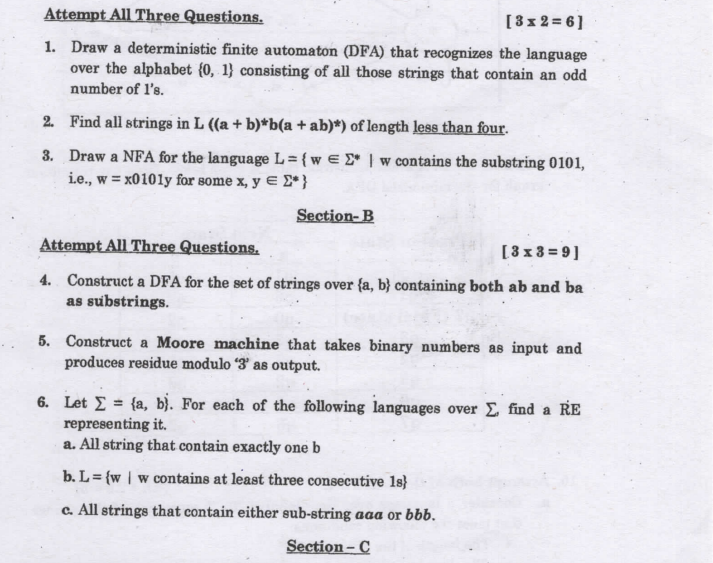 Attempt All Three Questions. [ 3 x 2 = 6 ]
1. Draw a deterministic finite automaton (DFA) that recognizes the language
over the alphabet {0, 1} consisting of all those strings that contain an odd
number of 1's.
2. Find all strings in L ((a + b)*b(a + ab)*) of length less than four.
3. Draw a NFA for the language L = { w ∈ Σ* | w contains the substring 0101,
i.e., w = x0101y for some x, y ∈ Σ* }
Section- B
Attempt All Three Questions. [ 3 x 3 = 9 ]
4. Construct a DFA for the set of strings over {a, b} containing both ab and ba
as substrings.
5. Construct a Moore machine that takes binary numbers as input and
produces residue modulo '3' as output.
6. Let Σ = {a, b}. For each of the following languages over Σ, find a RE
representing it.
a. All string that contain exactly one b
b. L = {w | w contains at least three consecutive 1s}
c. All strings that contain either sub-string aaa or bbb.
Section – C